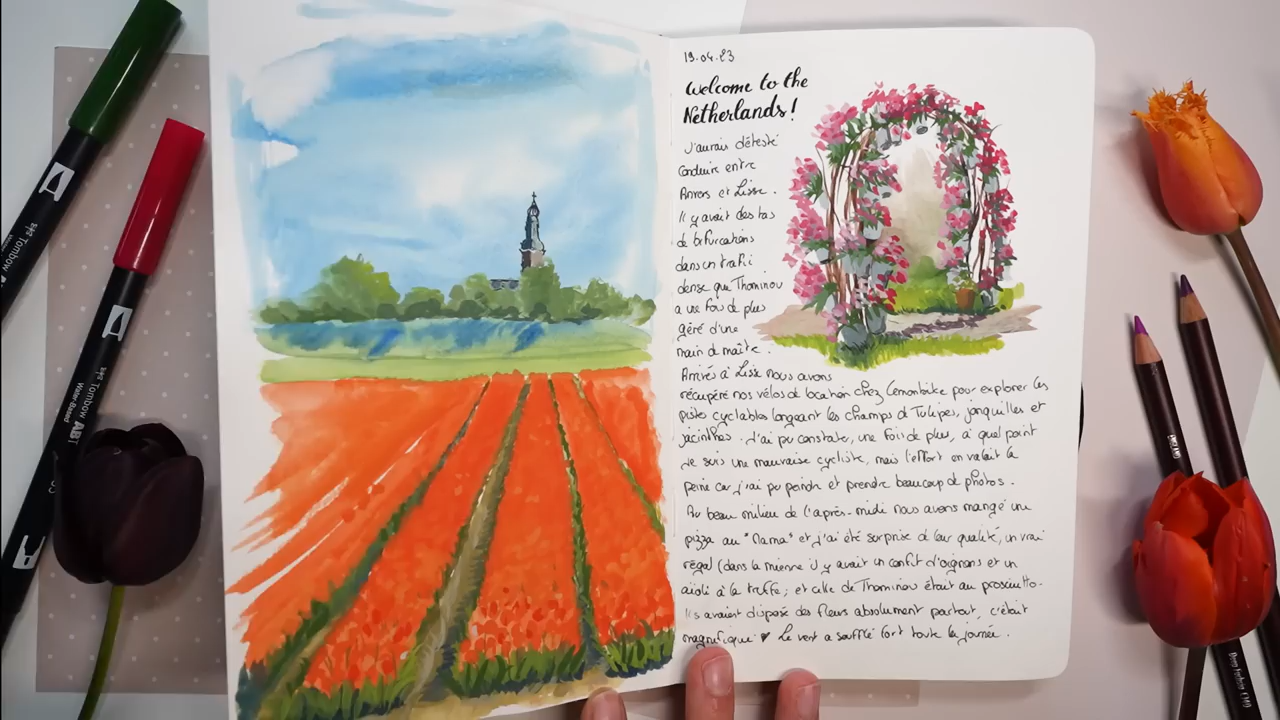 19.04.23
Welcome to the
Netherlands!
J'aurais détesté
conduire entre
Anvers et Lisse.
Il y avait des tas
de bifurcations
dans un trafic
dense que Thominou
a une fois de plus
géré d'une
main de maître.
Arrivés à Lisse nous avons
récupéré nos vélos de location chez pour explorer les
pistes cyclables longeant les champs de Tulipes, jonquilles et
jacinthes. J'ai pu constater, une fois de plus, à quel point
je suis une mauvaise cycliste, mais l'effort en valait la
peine car j'ai pu peindre et prendre beaucoup de photos.
Au beau milieu de l'après-midi nous avons mangé une
pizza au "Mama" et j'ai été surprise de leur qualité, un vrai
régal (dans la mienne il y avait un confit d'oignons et un
aïoli à la truffe; et celle de Thominou était au prosciutto.
Ils avaient disposé des fleurs absolument partout, c'était
magnifique ♥ Le vent a soufflé fort toute la journée.
Tombow ABT
Water-Based
Tombow ABT